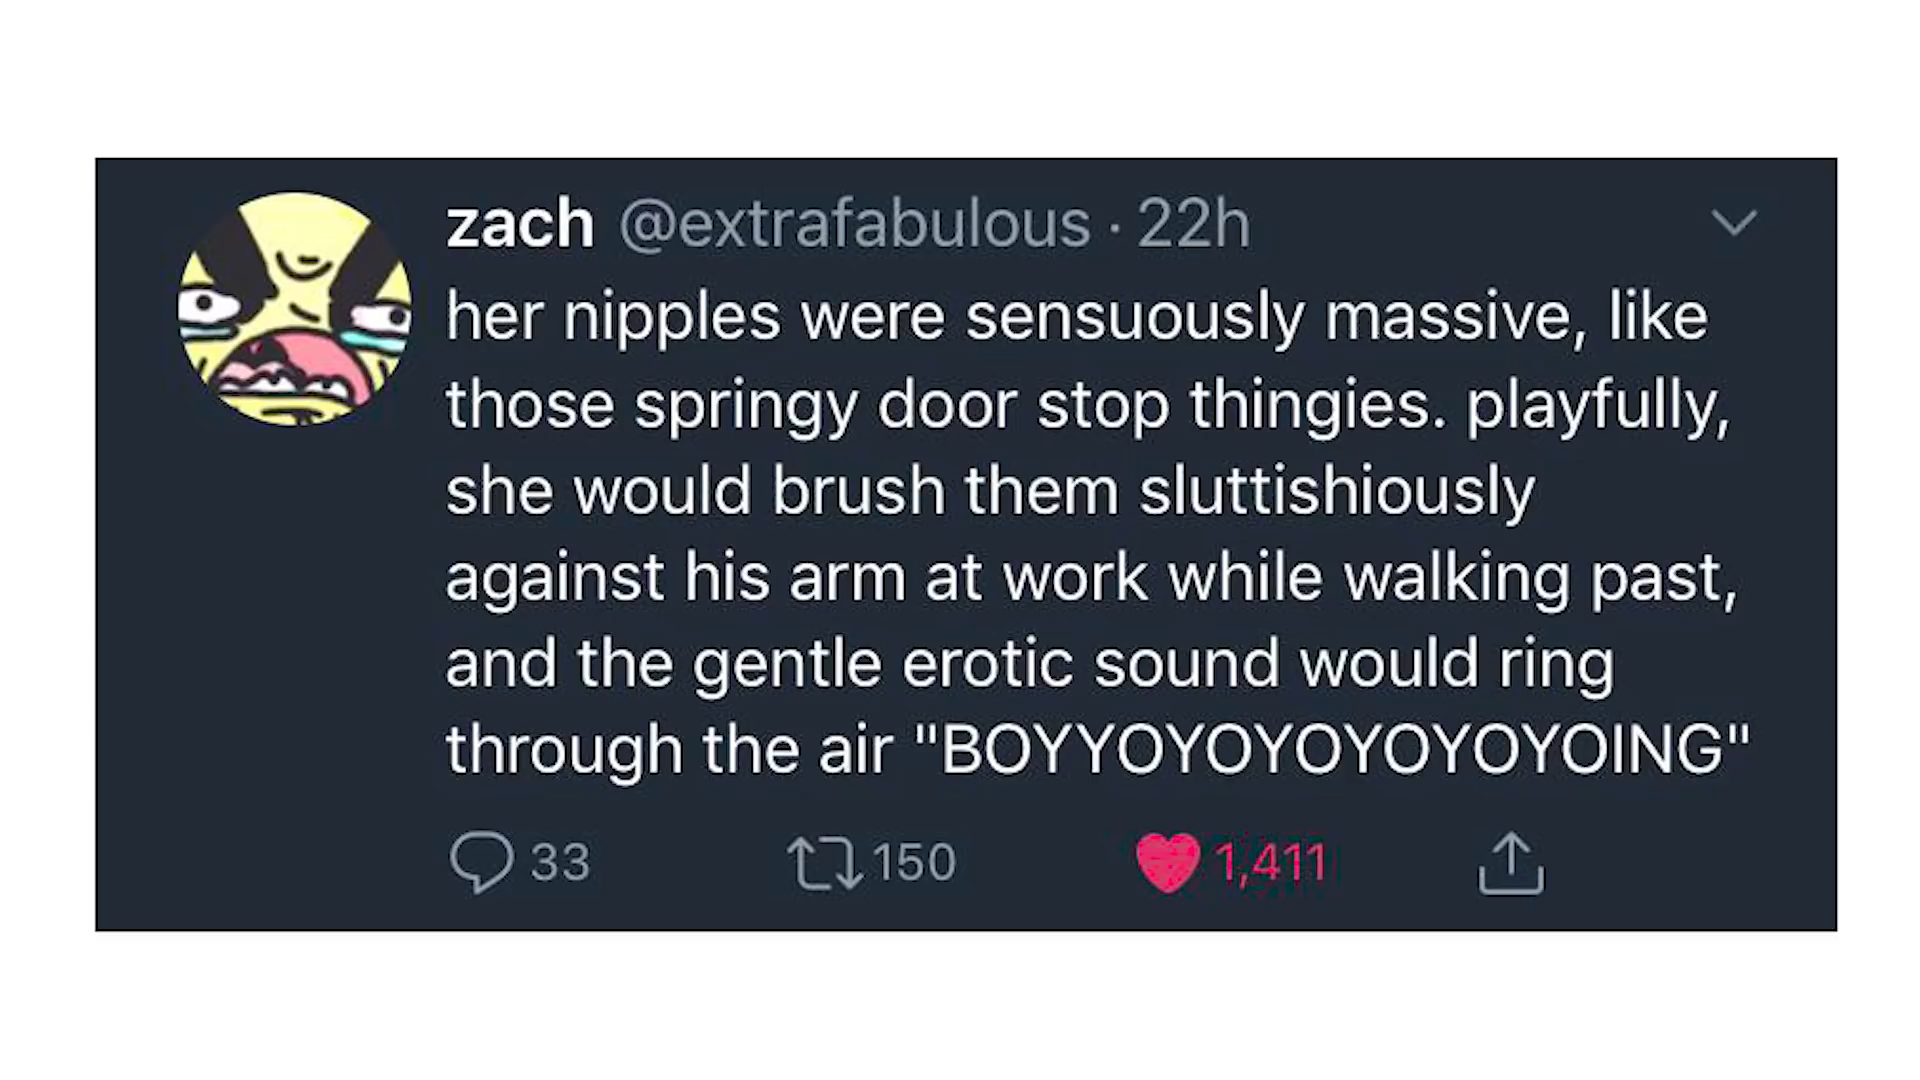 zach @extrafabulous · 22h
her nipples were sensuously massive, like
those springy door stop thingies. playfully,
she would brush them sluttishiously
against his arm at work while walking past,
and the gentle erotic sound would ring
through the air "BOYYOYOYOYOYOYOING"
33 150 1,411